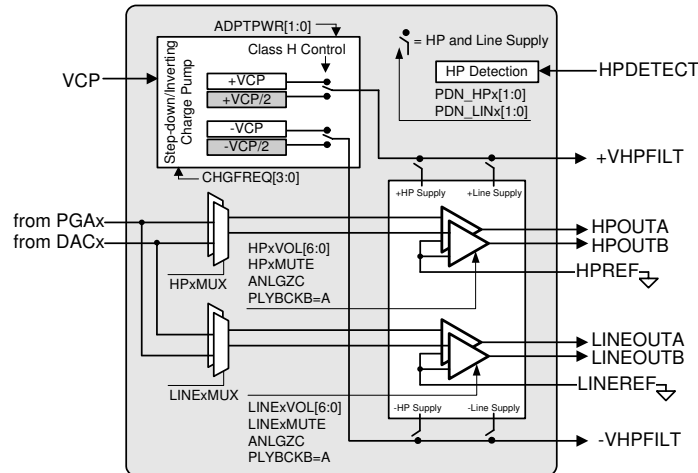 ADPTPWR[1:0]
Class H Control
= HP and Line Supply
VCP
Step-down/Inverting
Charge Pump
+VCP
+VCP/2
-VCP
-VCP/2
HP Detection
HPDETECT
PDN_HPx[1:0]
PDN_LINx[1:0]
+VHPFILT
CHGFREQ[3:0]
+HP Supply
+Line Supply
from PGAx
from DACx
HPxMUX
HPxVOL[6:0]
HPxMUTE
ANLGZC
PLYBCKB=A
HPOUTA
HPOUTB
HPREF
LINExMUX
LINExVOL[6:0]
LINExMUTE
ANLGZC
PLYBCKB=A
LINEOUTA
LINEOUTB
LINEREF
-HP Supply
-Line Supply
-VHPFILT